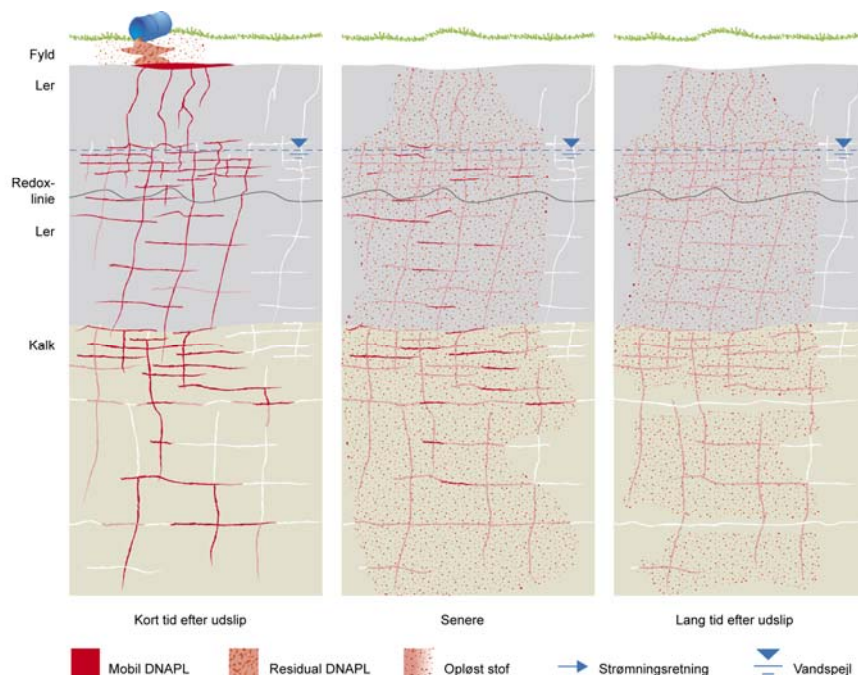 Fyld
Ler
Redox-
linie
Ler
Kalk
Kort tid efter udslip
Senere
Lang tid efter udslip
Mobil DNAPL
Residual DNAPL
Opløst stof
Strømningsretning
Vandspejl